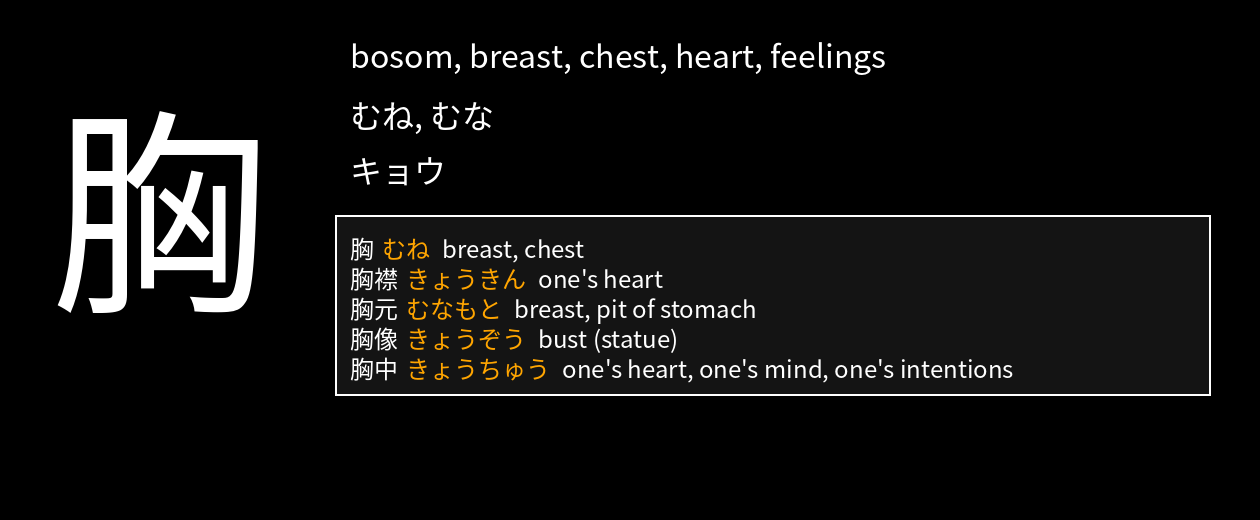 胸
bosom, breast, chest, heart, feelings
むね, むな
キョウ
胸 むね breast, chest
胸襟 きょうきん one's heart
胸元 むなもと breast, pit of stomach
胸像 きょうぞう bust (statue)
胸中 きょうちゅう one's heart, one's mind, one's intentions